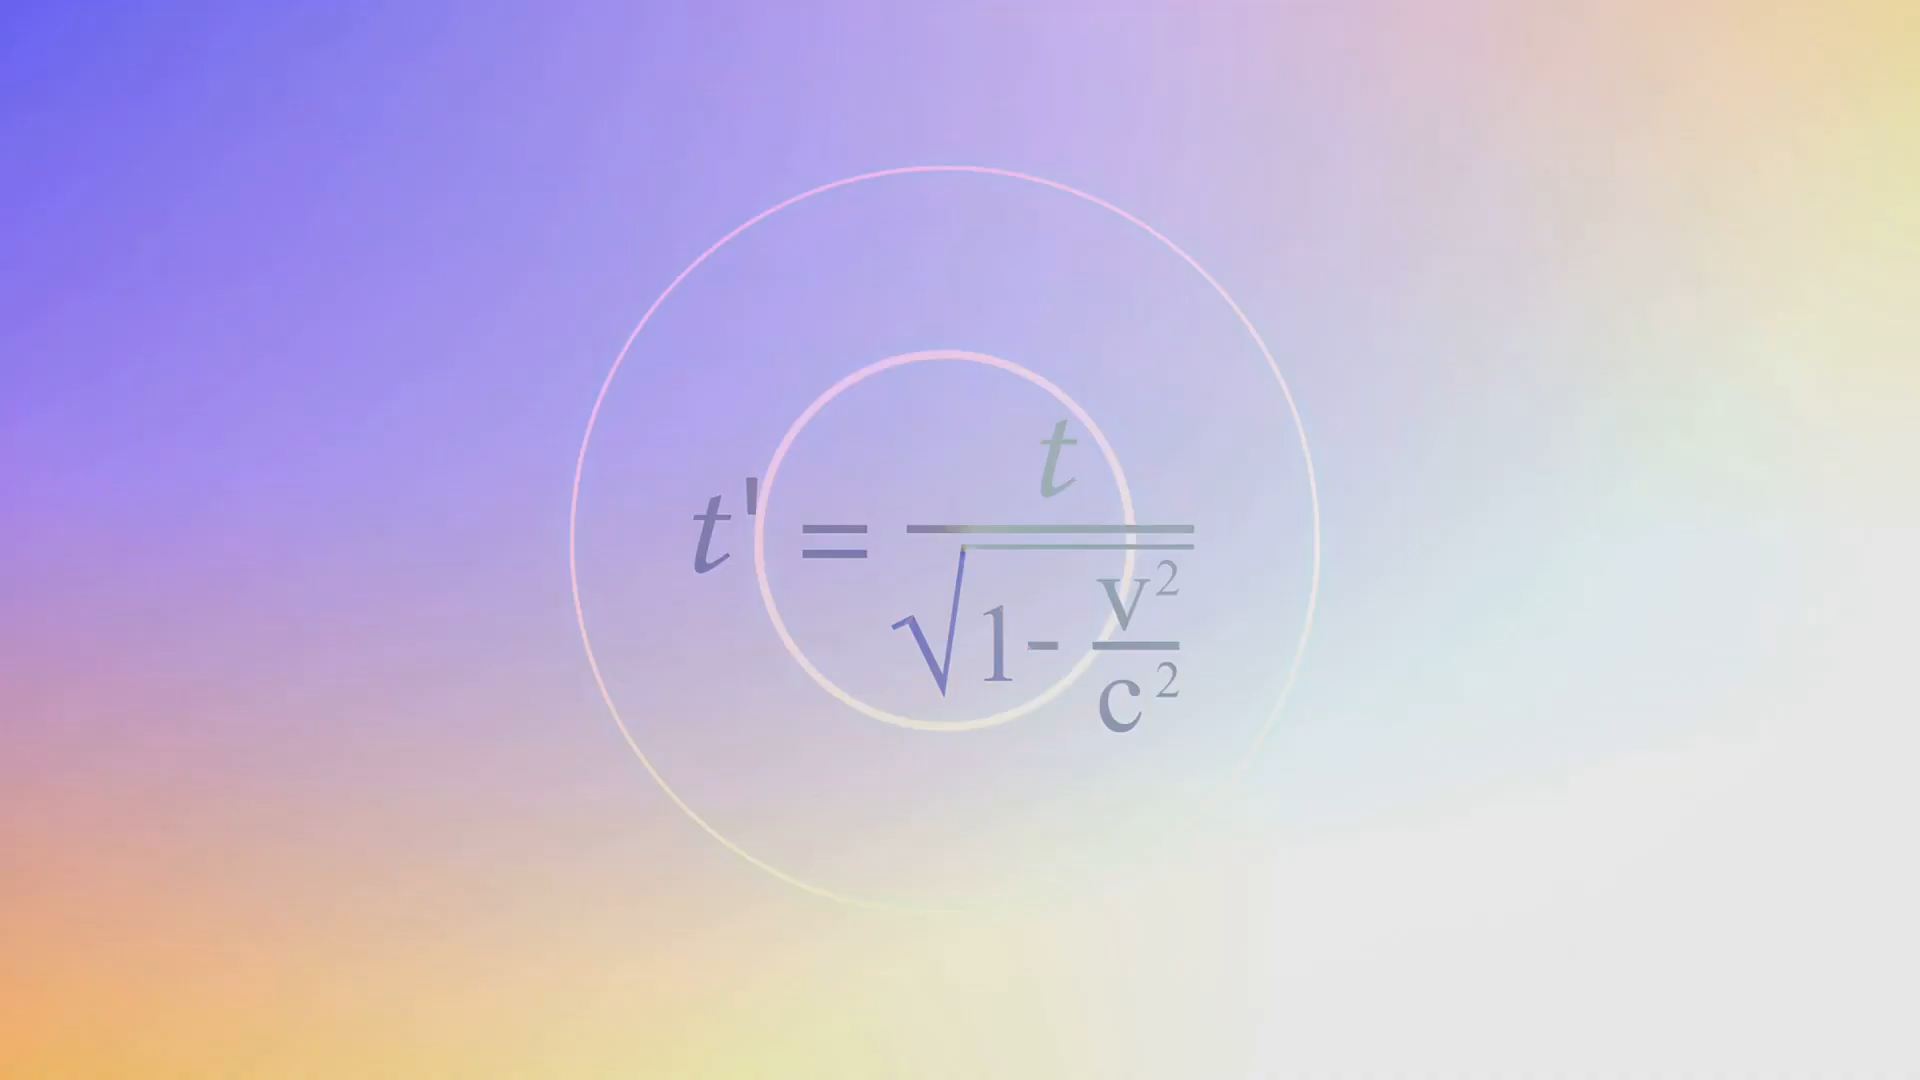 t' = t / √1- v² / c²